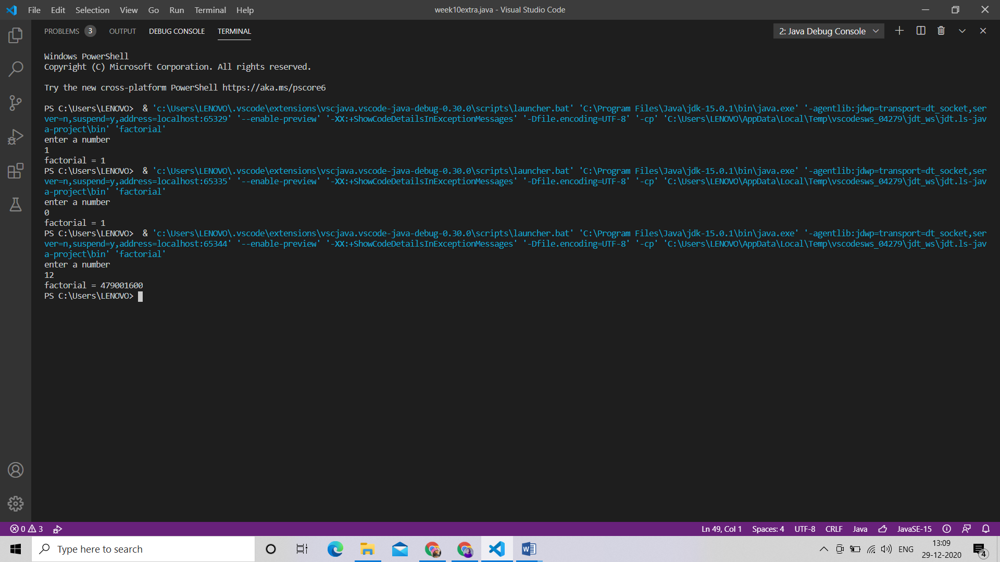 File Edit Selection View Go Run Terminal Help
week10extra.java - Visual Studio Code
PROBLEMS 3 OUTPUT DEBUG CONSOLE TERMINAL
2: Java Debug Console
Windows PowerShell
Copyright (C) Microsoft Corporation. All rights reserved.
Try the new cross-platform PowerShell https://aka.ms/pscore6
PS C:\Users\LENOVO>  & 'c:\Users\LENOVO\.vscode\extensions\vscjava.vscode-java-debug-0.30.0\scripts\launcher.bat' 'C:\Program Files\Java\jdk-15.0.1\bin\java.exe' '-agentlib:jdwp=transport=dt_socket,ser
ver=n,suspend=y,address=localhost:65329' '--enable-preview' '-XX:+ShowCodeDetailsInExceptionMessages' '-Dfile.encoding=UTF-8' '-cp' 'C:\Users\LENOVO\AppData\Local\Temp\vscodesws_04279\jdt_ws\jdt.ls-jav
a-project\bin' 'factorial'
enter a number
1
factorial = 1
PS C:\Users\LENOVO>  & 'c:\Users\LENOVO\.vscode\extensions\vscjava.vscode-java-debug-0.30.0\scripts\launcher.bat' 'C:\Program Files\Java\jdk-15.0.1\bin\java.exe' '-agentlib:jdwp=transport=dt_socket,ser
ver=n,suspend=y,address=localhost:65335' '--enable-preview' '-XX:+ShowCodeDetailsInExceptionMessages' '-Dfile.encoding=UTF-8' '-cp' 'C:\Users\LENOVO\AppData\Local\Temp\vscodesws_04279\jdt_ws\jdt.ls-jav
a-project\bin' 'factorial'
enter a number
0
factorial = 1
PS C:\Users\LENOVO>  & 'c:\Users\LENOVO\.vscode\extensions\vscjava.vscode-java-debug-0.30.0\scripts\launcher.bat' 'C:\Program Files\Java\jdk-15.0.1\bin\java.exe' '-agentlib:jdwp=transport=dt_socket,ser
ver=n,suspend=y,address=localhost:65344' '--enable-preview' '-XX:+ShowCodeDetailsInExceptionMessages' '-Dfile.encoding=UTF-8' '-cp' 'C:\Users\LENOVO\AppData\Local\Temp\vscodesws_04279\jdt_ws\jdt.ls-jav
a-project\bin' 'factorial'
enter a number
12
factorial = 479001600
PS C:\Users\LENOVO>
0 3 Ln 49, Col 1 Spaces: 4 UTF-8 CRLF Java JavaSE-15
Type here to search
ENG
13:09
29-12-2020
4